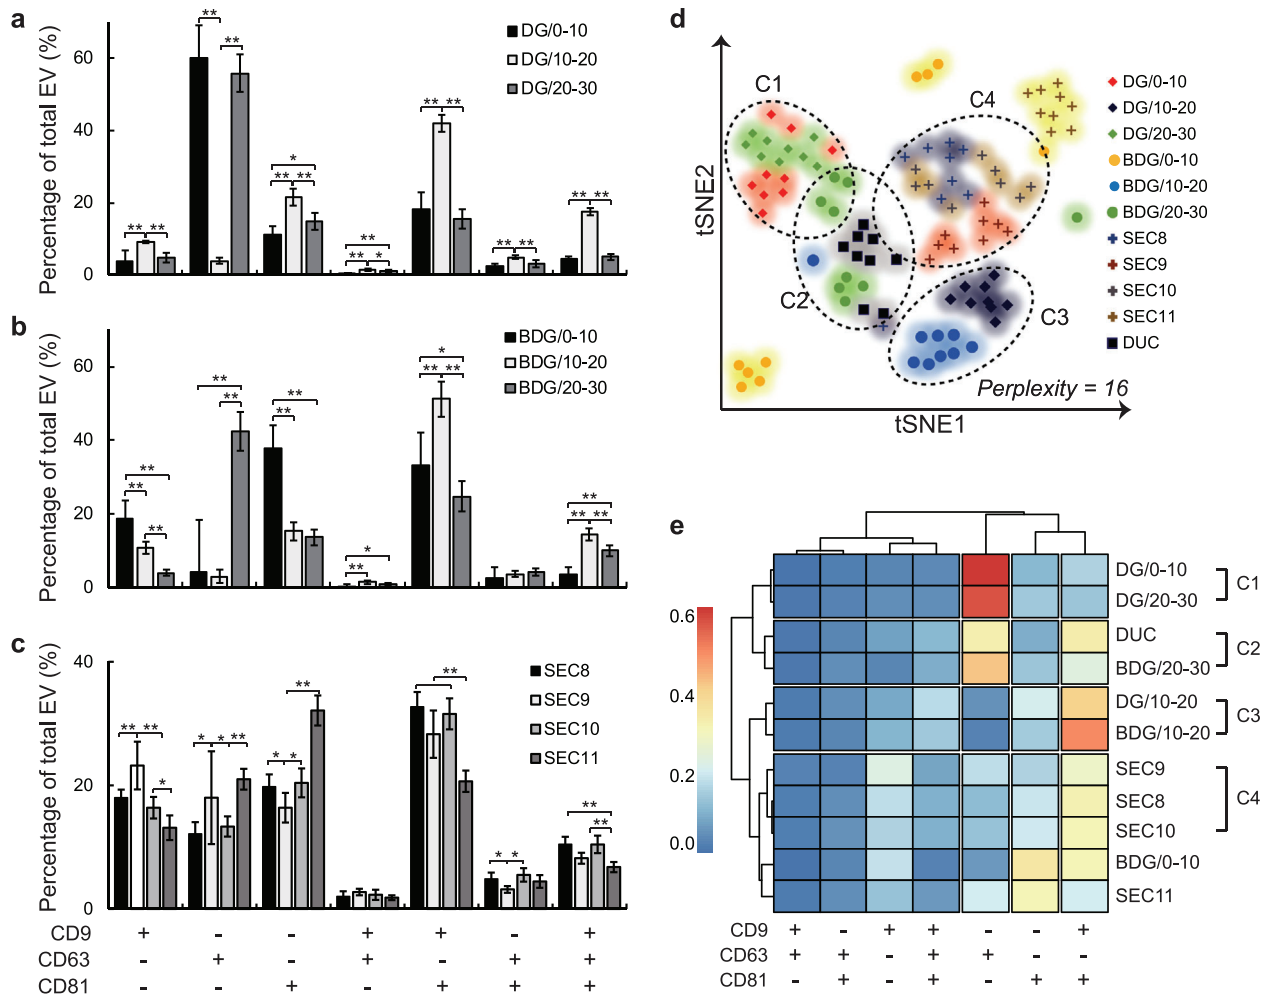 a
Percentage of total EV (%)
60
40
20
0
** ** ** ** * ** ** ** ** * ** ** ** ** ** **
DG/0-10
DG/10-20
DG/20-30
b
Percentage of total EV (%)
60
40
20
0
** ** ** ** ** ** ** * ** * ** ** ** ** **
BDG/0-10
BDG/10-20
BDG/20-30
c
Percentage of total EV (%)
40
20
0
** ** * * * ** * * ** ** * * ** **
SEC8
SEC9
SEC10
SEC11
CD9 + - - + + - +
CD63 - + - + - + +
CD81 - - + - + + +
d
tSNE2
tSNE1
C1
C2
C3
C4
Perplexity = 16
DG/0-10
DG/10-20
DG/20-30
BDG/0-10
BDG/10-20
BDG/20-30
SEC8
SEC9
SEC10
SEC11
DUC
e
0.6
0.4
0.2
0.0
DG/0-10
DG/20-30
C1
DUC
BDG/20-30
C2
DG/10-20
BDG/10-20
C3
SEC9
SEC8
SEC10
C4
BDG/0-10
SEC11
CD9 + - + + - - +
CD63 + + - + + - -
CD81 - + - + - + +